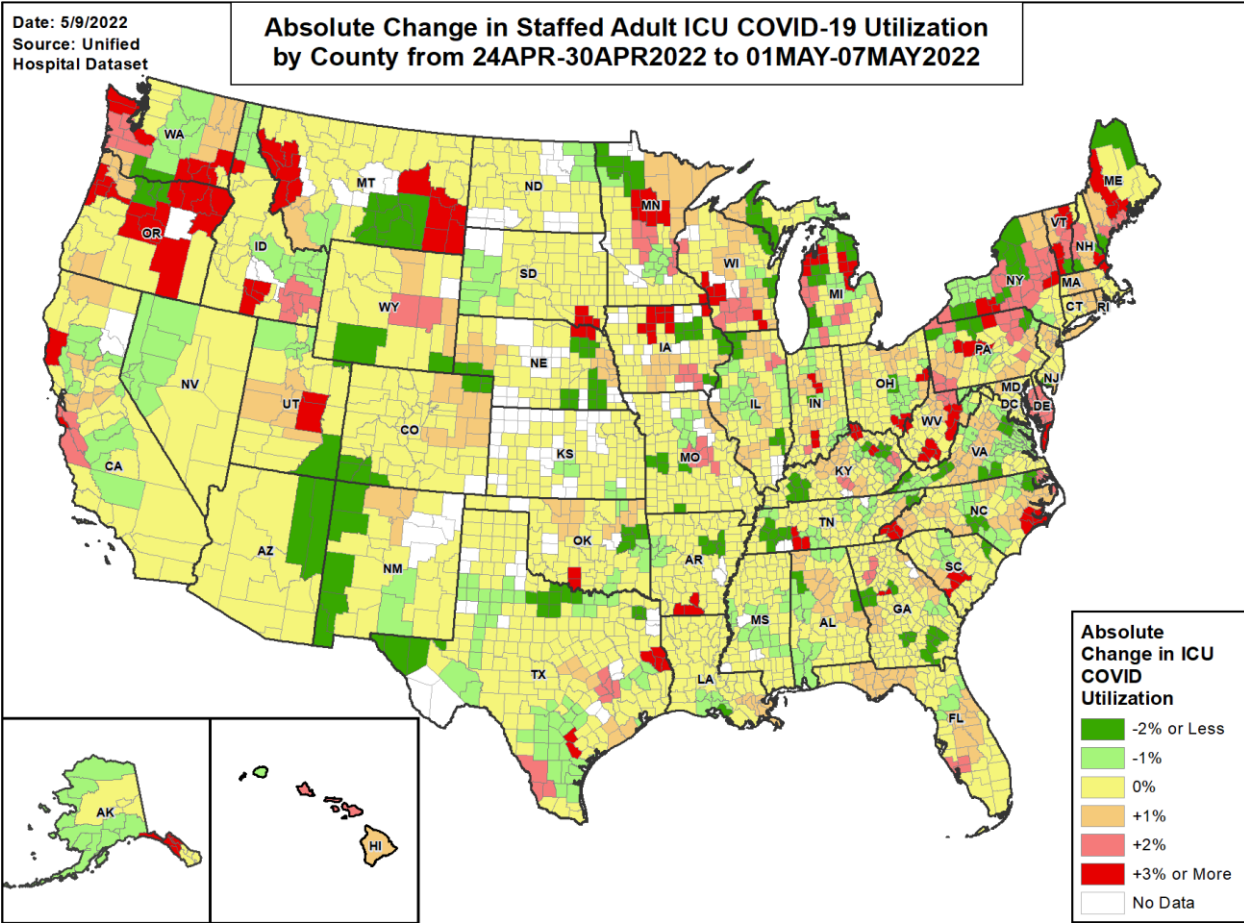 Date: 5/9/2022
Source: Unified
Hospital Dataset
Absolute Change in Staffed Adult ICU COVID-19 Utilization
by County from 24APR-30APR2022 to 01MAY-07MAY2022
WA
MT
ND
MN
ME
OR
ID
SD
WI
VT
NH
NY
MI
MA
CT
RI
WY
NE
IA
PA
NJ
NV
UT
CO
IL
IN
OH
MD
DC
DE
WV
CA
KS
MO
KY
VA
AZ
NM
OK
AR
TN
NC
SC
TX
LA
MS
AL
GA
FL
AK
HI
Absolute
Change in ICU
COVID
Utilization
-2% or Less
-1%
0%
+1%
+2%
+3% or More
No Data